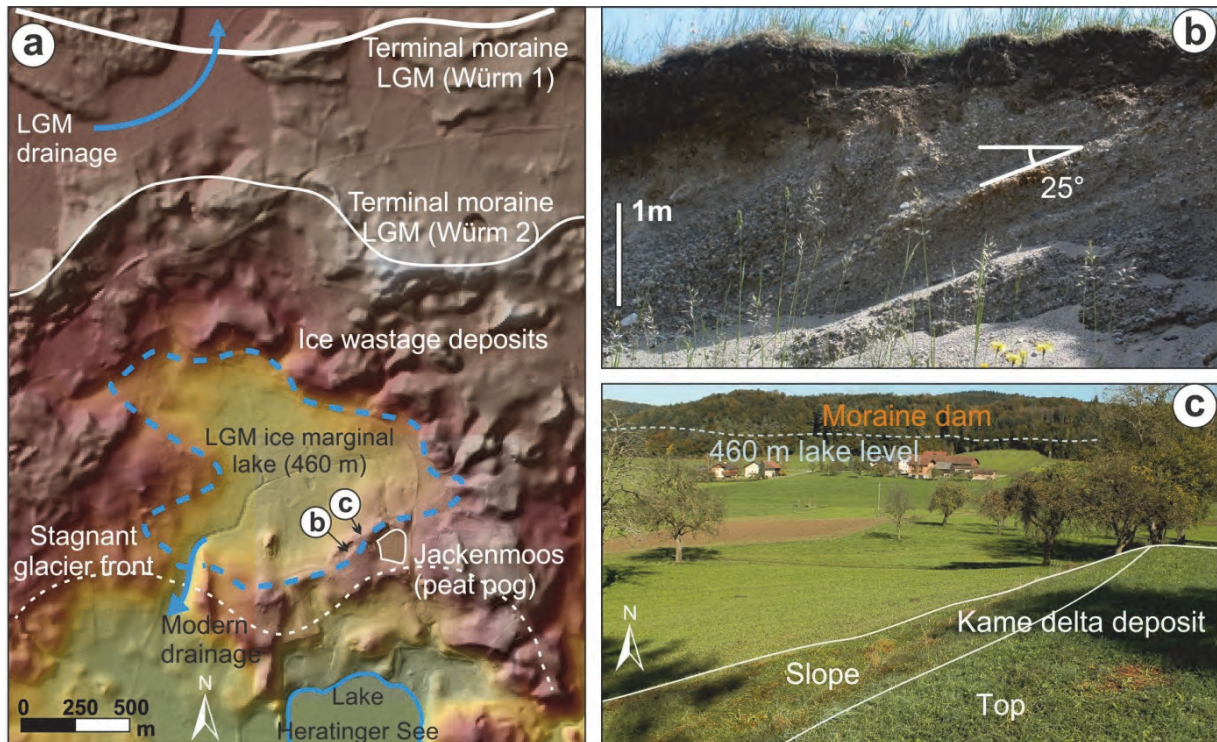 a
Terminal moraine
LGM (Würm 1)
LGM
drainage
Terminal moraine
LGM (Würm 2)
Ice wastage deposits
LGM ice marginal
lake (460 m)
b
c
Stagnant
glacier front
Jackenmoos
(peat pog)
Modern
drainage
N
0 250 500
m
Lake
Heratinger See
b
25°
1m
c
Moraine dam
460 m lake level
N
Kame delta deposit
Slope
Top